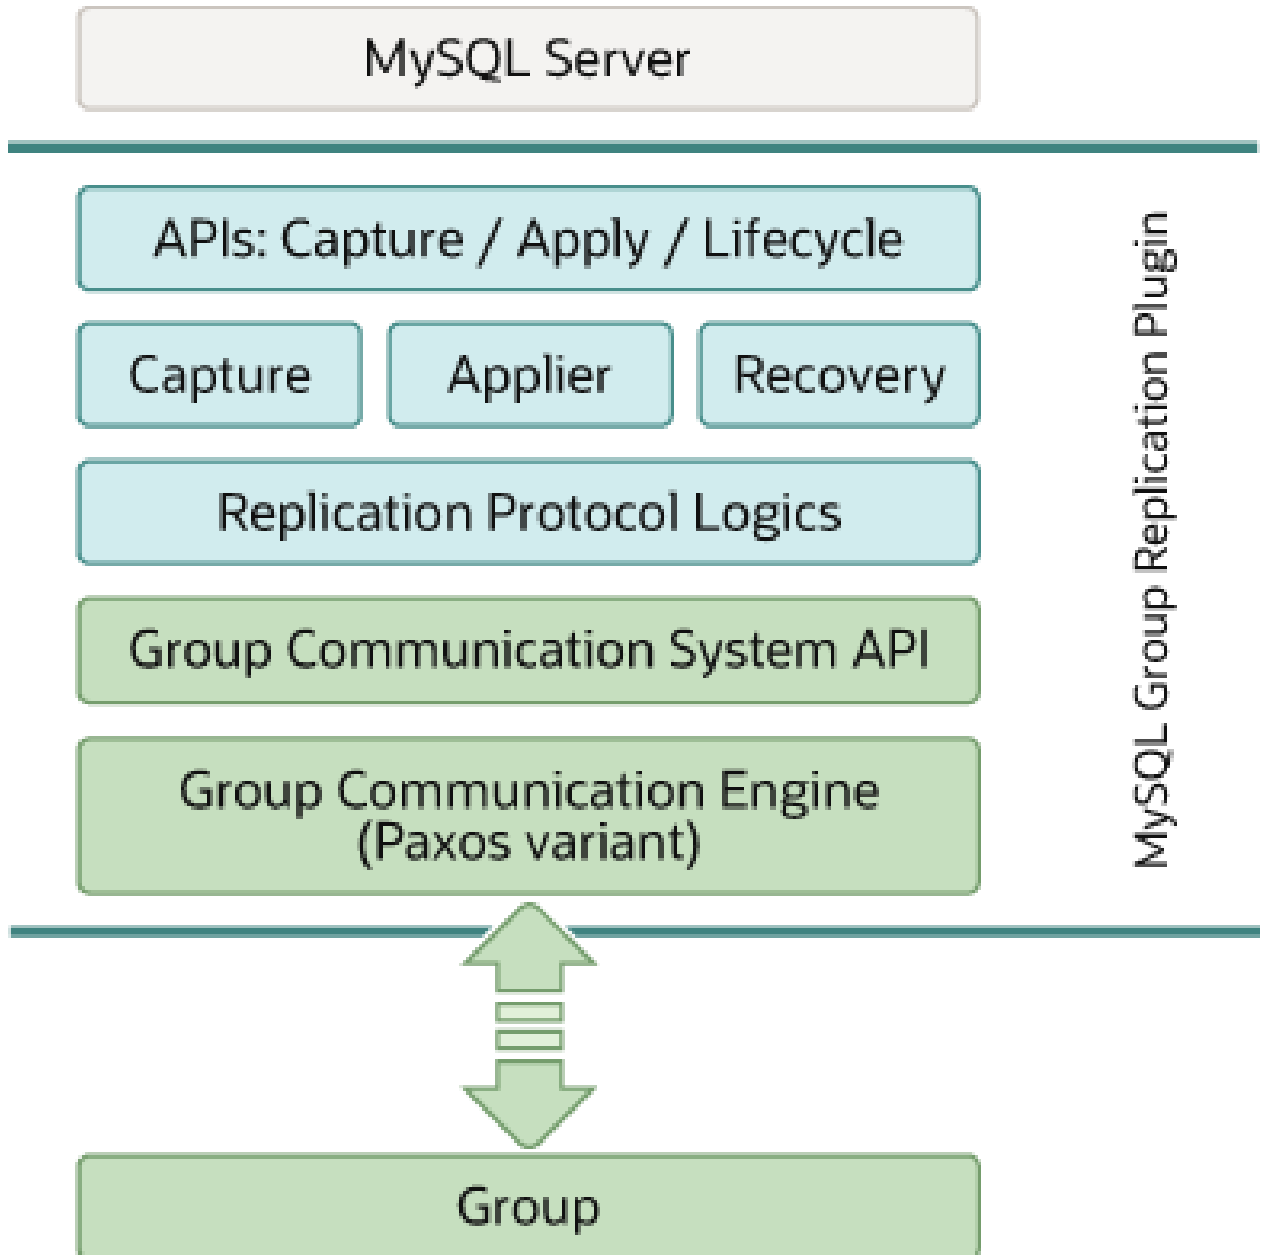 MySQL Server
APIs: Capture / Apply / Lifecycle
Capture
Applier
Recovery
Replication Protocol Logics
Group Communication System API
Group Communication Engine
(Paxos variant)
MySQL Group Replication Plugin
Group